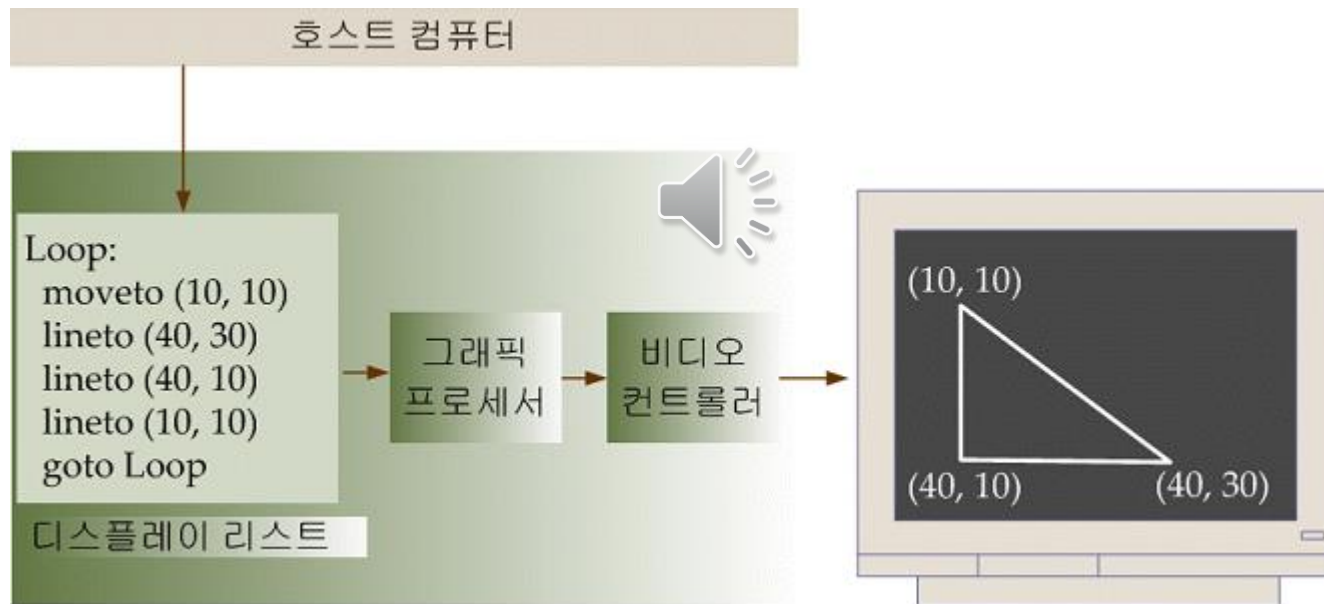 호스트 컴퓨터
Loop:
moveto (10, 10)
lineto (40, 30)
lineto (40, 10)
lineto (10, 10)
goto Loop
디스플레이 리스트
그래픽
프로세서
비디오
컨트롤러
(10, 10)
(40, 10)
(40, 30)